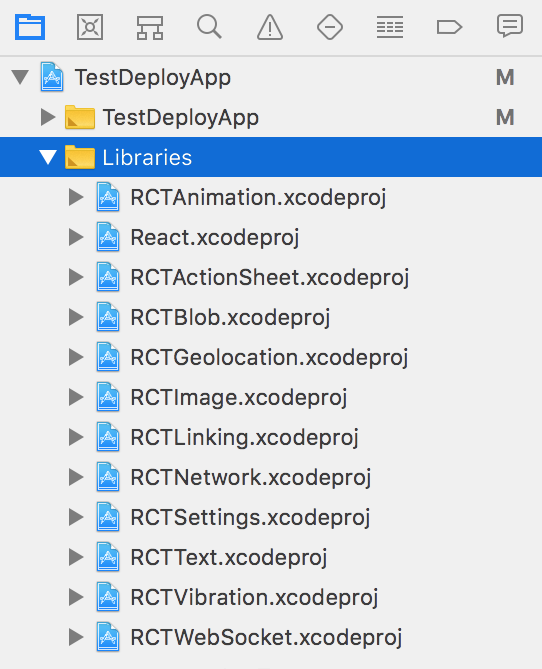 TestDeployApp M
TestDeployApp M
Libraries
RCTAnimation.xcodeproj
React.xcodeproj
RCTActionSheet.xcodeproj
RCTBlob.xcodeproj
RCTGeolocation.xcodeproj
RCTImage.xcodeproj
RCTLinking.xcodeproj
RCTNetwork.xcodeproj
RCTSettings.xcodeproj
RCTText.xcodeproj
RCTVibration.xcodeproj
RCTWebSocket.xcodeproj